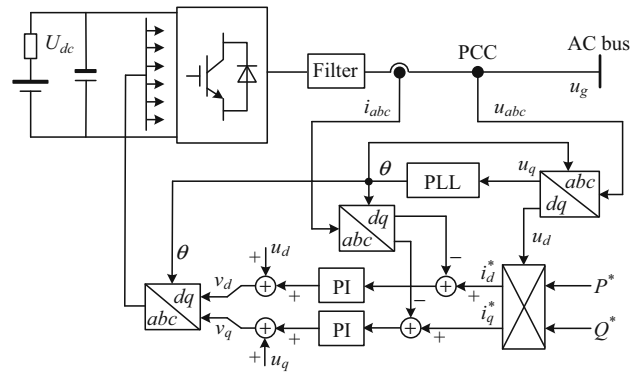 U_dc
Filter
PCC
AC bus
u_g
i_abc
u_abc
θ
PLL
u_q
abc
dq
dq
abc
θ
u_d
u_d
+
+
−
v_d
PI
+
i_d^*
P^*
dq
abc
v_q
+
+
PI
−
+
i_q^*
Q^*
u_q